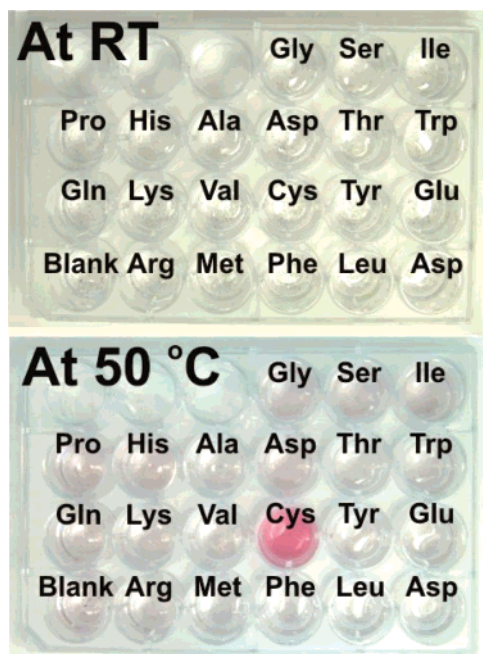 At RT
Gly Ser Ile
Pro His Ala Asp Thr Trp
Gln Lys Val Cys Tyr Glu
Blank Arg Met Phe Leu Asp
At 50 °C
Gly Ser Ile
Pro His Ala Asp Thr Trp
Gln Lys Val Cys Tyr Glu
Blank Arg Met Phe Leu Asp